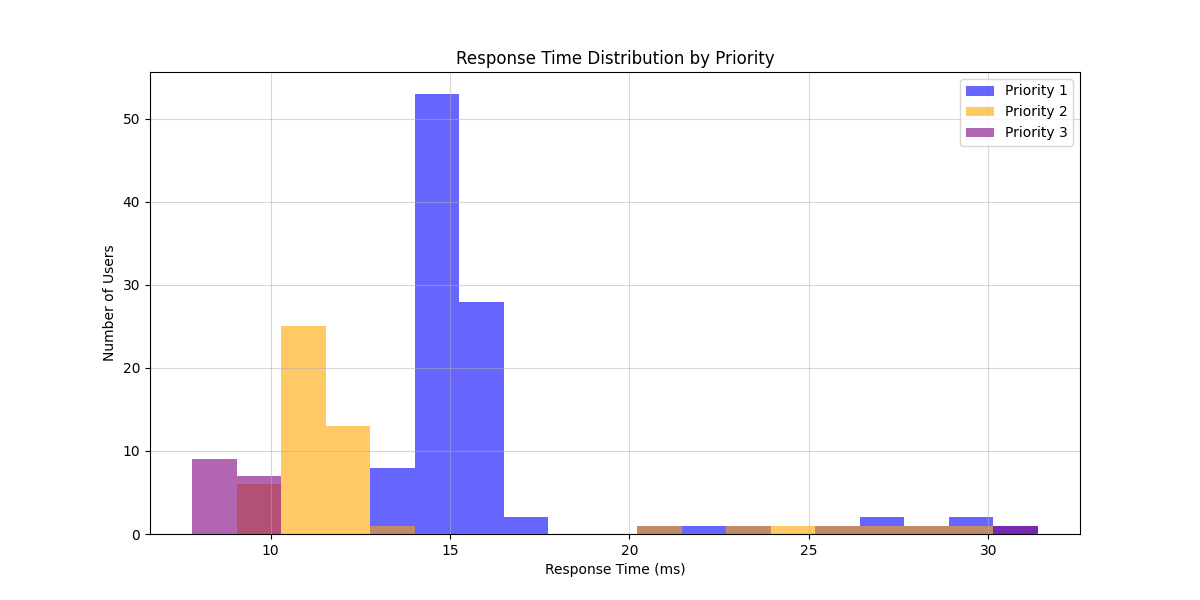 Response Time Distribution by Priority
Priority 1
Priority 2
Priority 3
Number of Users
50
40
30
20
10
0
10 15 20 25 30
Response Time (ms)